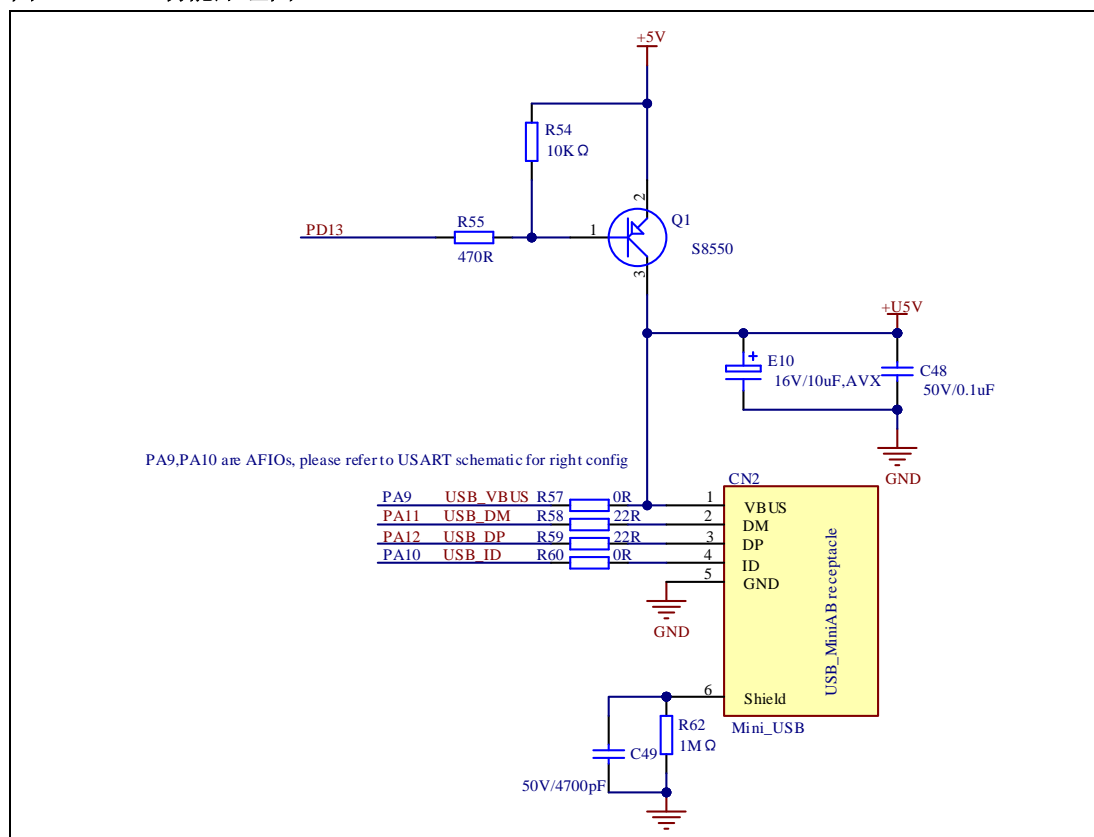 +5V
R54
10KΩ
2
Q1
R55
1
PD13
S8550
470R
3
+U5V
E10
16V/10uF,AVX
C48
50V/0.1uF
PA9,PA10 are AFIOs, please refer to USART schematic for right config
GND
CN2
PA9 USB_VBUS R57 0R 1 VBUS
PA11 USB_DM R58 22R 2 DM
PA12 USB_DP R59 22R 3 DP
PA10 USB_ID R60 0R 4 ID
5 GND
GND
USB_MiniAB receptacle
6 Shield
R62
Mini_USB
1MΩ
C49
50V/4700pF